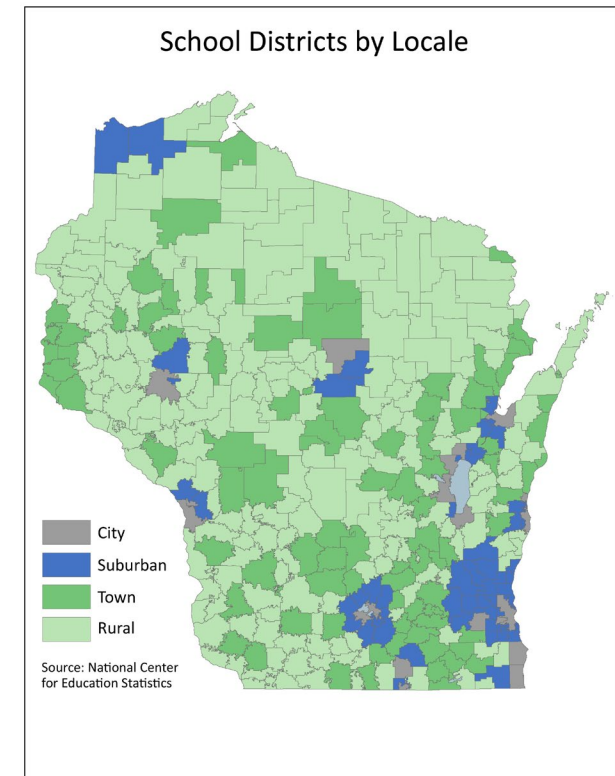 School Districts by Locale
City
Suburban
Town
Rural
Source: National Center
for Education Statistics